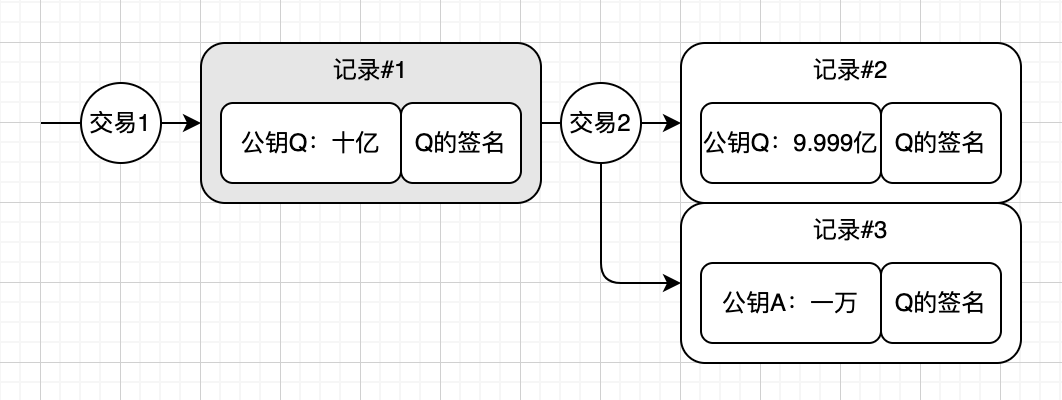 交易1
记录#1
公钥Q：十亿
Q的签名
交易2
记录#2
公钥Q：9.999亿
Q的签名
记录#3
公钥A：一万
Q的签名